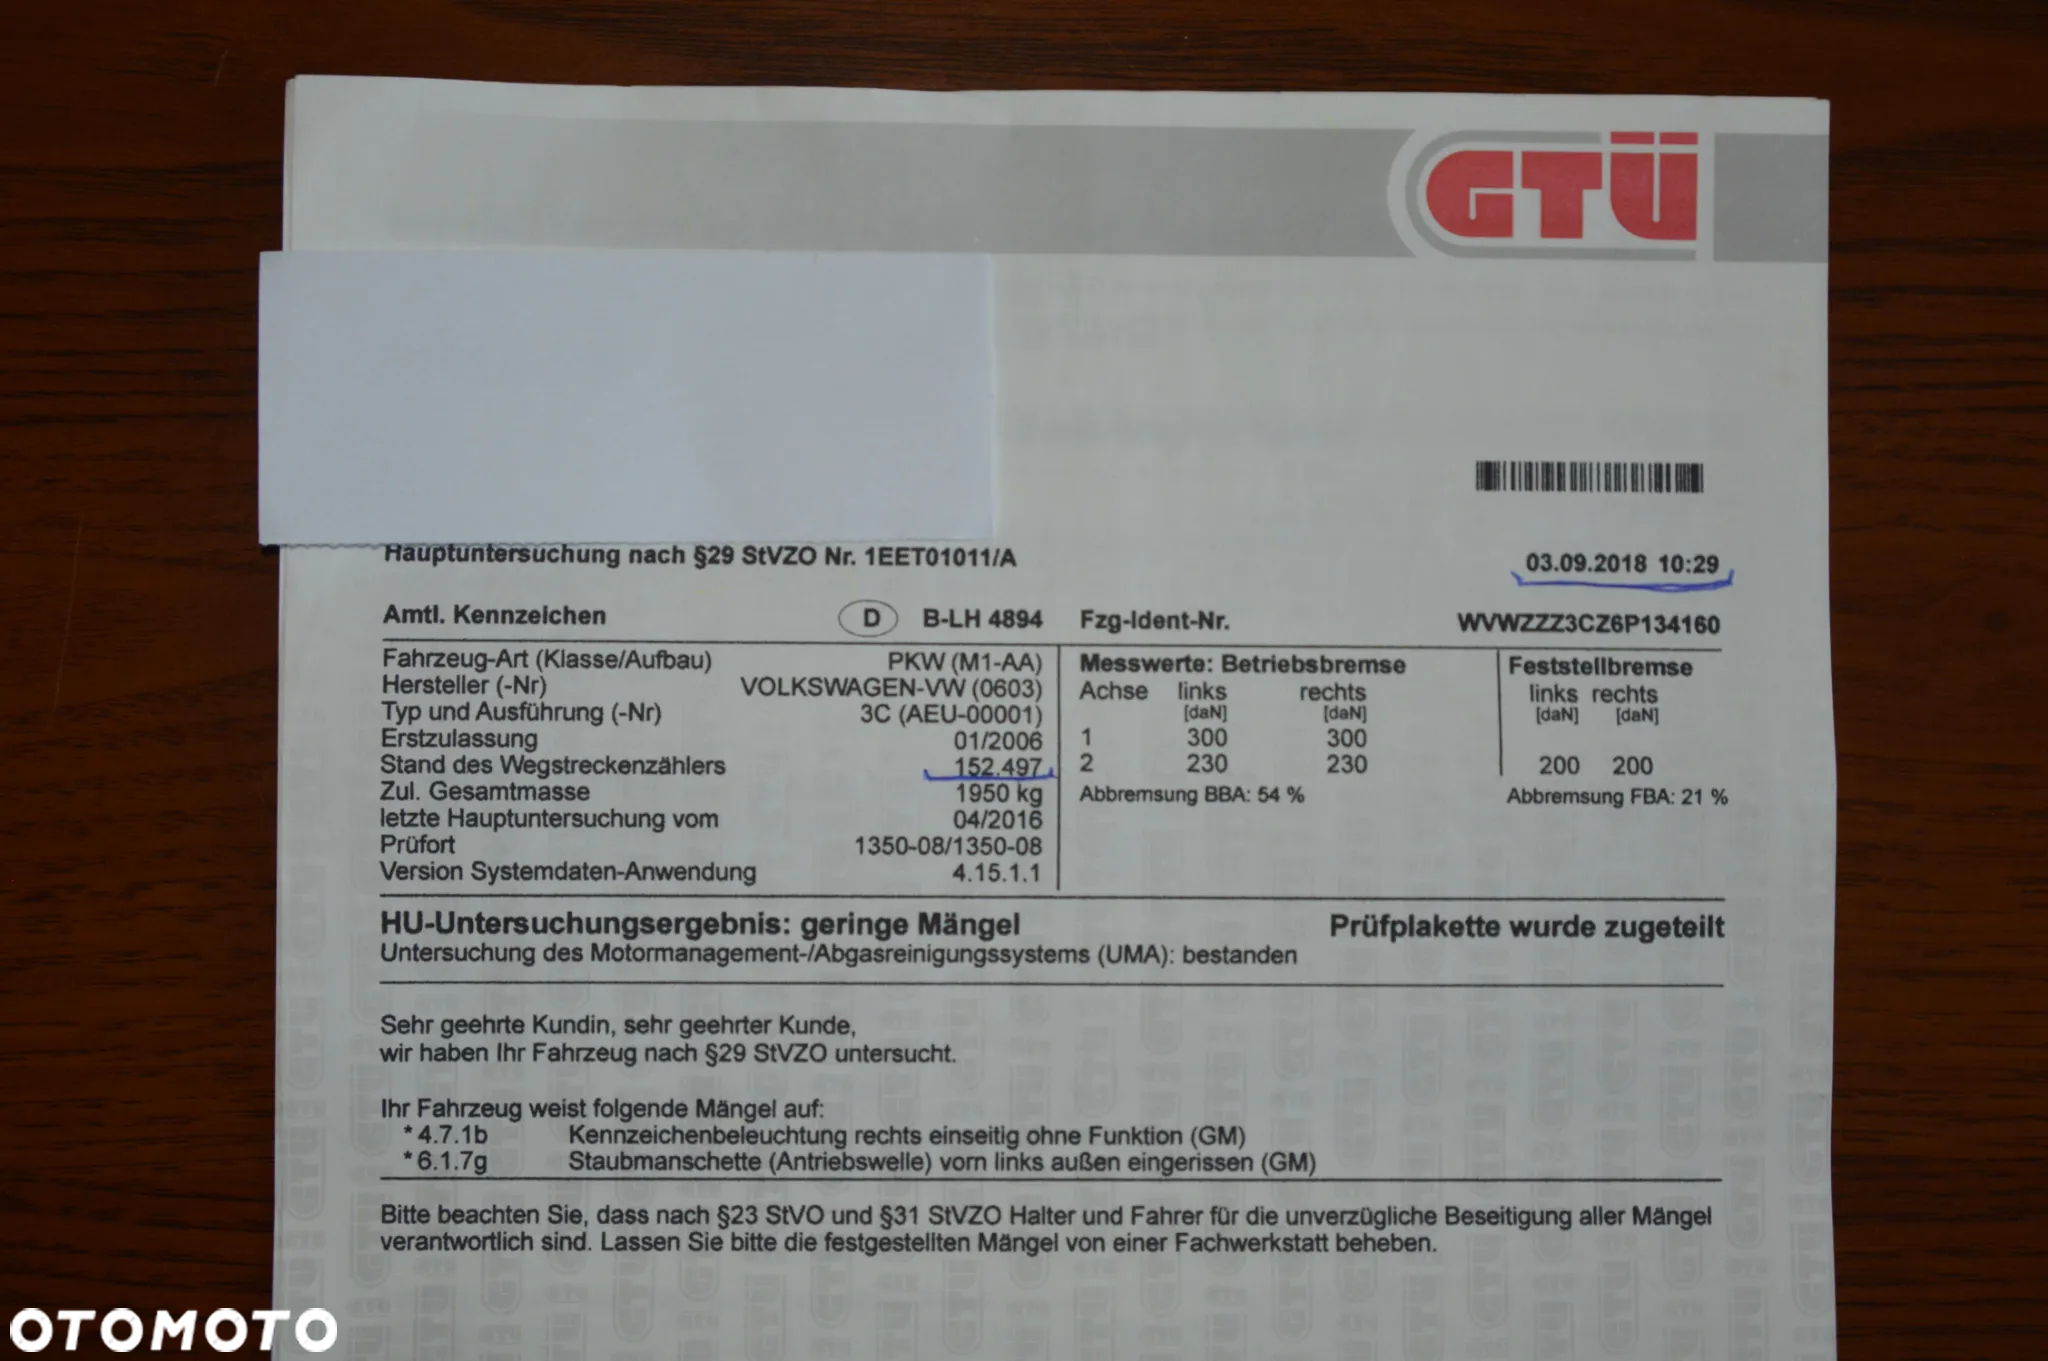 GTÜ
Hauptuntersuchung nach §29 StVZO Nr. 1EET01011/A
03.09.2018 10:29
Amtl. Kennzeichen D B-LH 4894 Fzg-Ident-Nr. WVWZZZ3CZ6P134160
Fahrzeug-Art (Klasse/Aufbau) PKW (M1-AA) Messwerte: Betriebsbremse Feststellbremse
Hersteller (-Nr) VOLKSWAGEN-VW (0603) Achse links rechts links rechts
Typ und Ausführung (-Nr) 3C (AEU-00001) [daN] [daN] [daN] [daN]
Erstzulassung 01/2006 1 300 300
Stand des Wegstreckenzählers 152.497 2 230 230 200 200
Zul. Gesamtmasse 1950 kg Abbremsung BBA: 54 % Abbremsung FBA: 21 %
letzte Hauptuntersuchung vom 04/2016
Prüfort 1350-08/1350-08
Version Systemdaten-Anwendung 4.15.1.1
HU-Untersuchungsergebnis: geringe Mängel Prüfplakette wurde zugeteilt
Untersuchung des Motormanagement-/Abgasreinigungssystems (UMA): bestanden
Sehr geehrte Kundin, sehr geehrter Kunde,
wir haben Ihr Fahrzeug nach §29 StVZO untersucht.
Ihr Fahrzeug weist folgende Mängel auf:
* 4.7.1b Kennzeichenbeleuchtung rechts einseitig ohne Funktion (GM)
* 6.1.7g Staubmanschette (Antriebswelle) vorn links außen eingerissen (GM)
Bitte beachten Sie, dass nach §23 StVO und §31 StVZO Halter und Fahrer für die unverzügliche Beseitigung aller Mängel
verantwortlich sind. Lassen Sie bitte die festgestellten Mängel von einer Fachwerkstatt beheben.
OTOMOTO